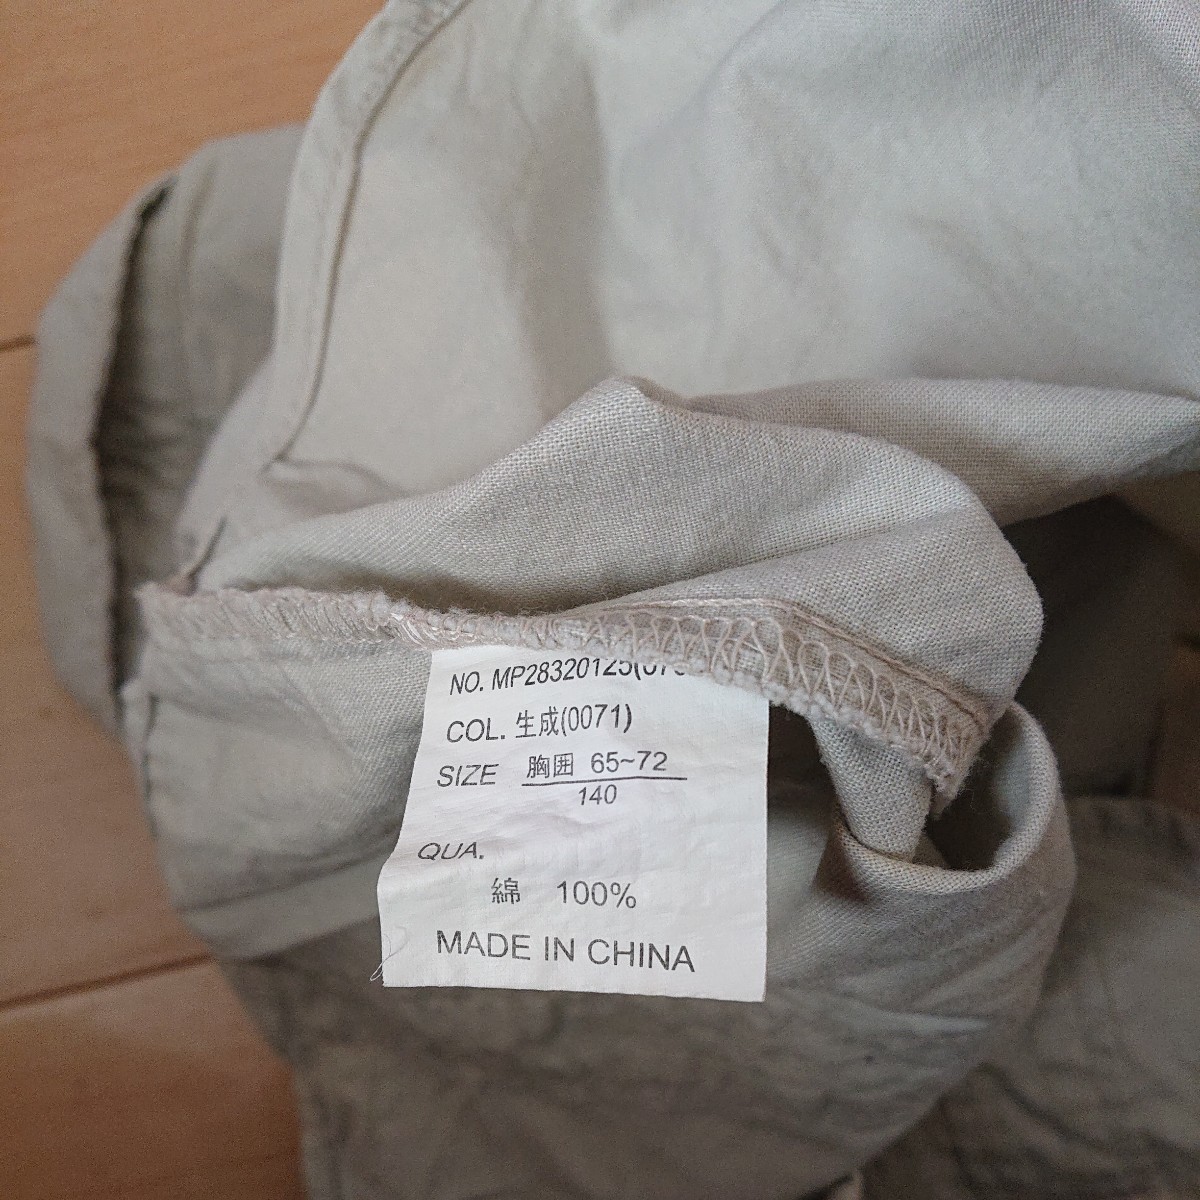 NO. MP28320125(07
COL. 生成(0071)
SIZE 胸囲 65~72
140
QUA.
綿 100%
MADE IN CHINA